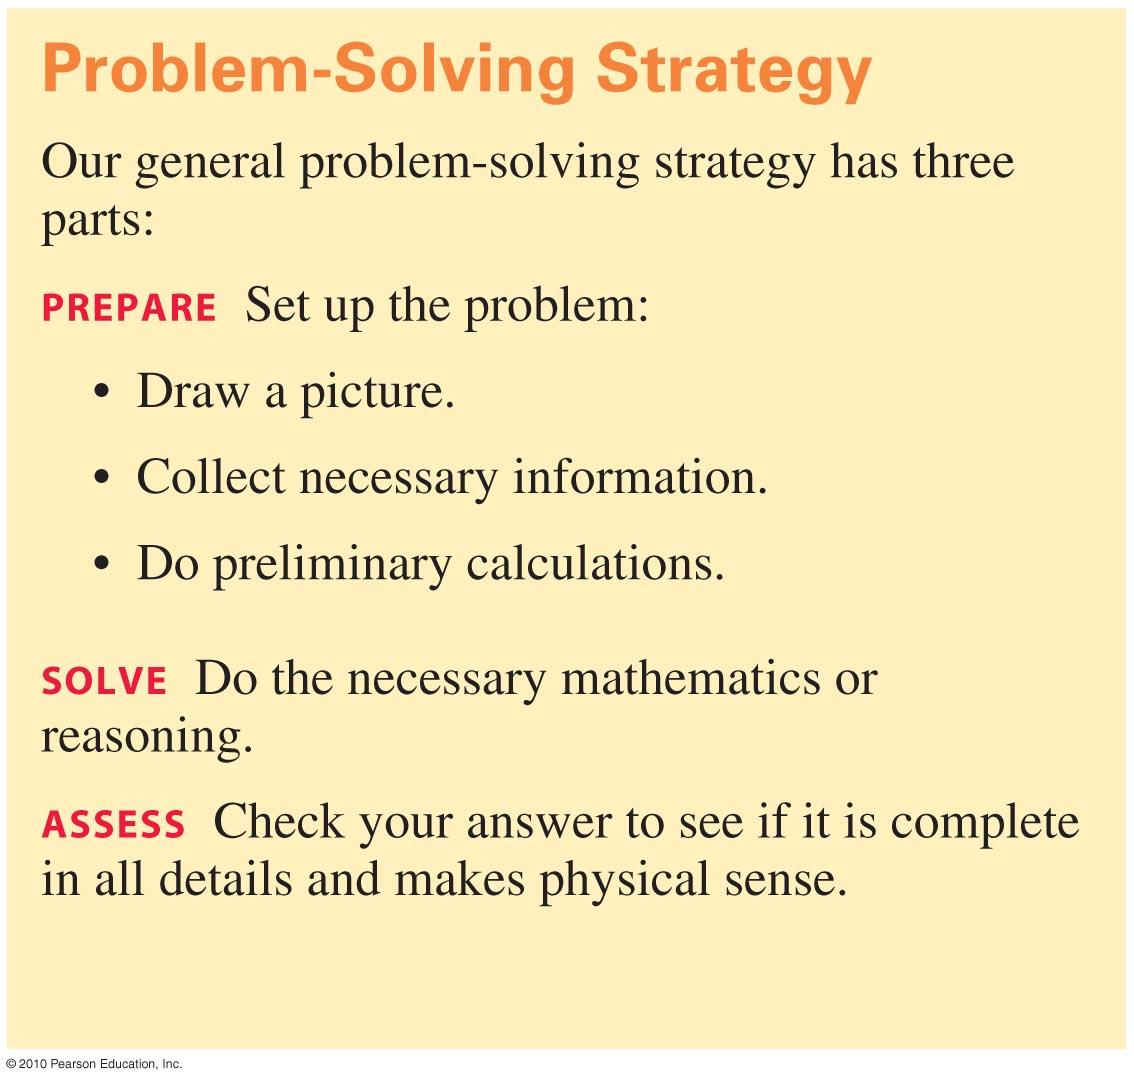 Problem-Solving Strategy
Our general problem-solving strategy has three
parts:
PREPARE Set up the problem:
• Draw a picture.
• Collect necessary information.
• Do preliminary calculations.
SOLVE Do the necessary mathematics or
reasoning.
ASSESS Check your answer to see if it is complete
in all details and makes physical sense.
© 2010 Pearson Education, Inc.